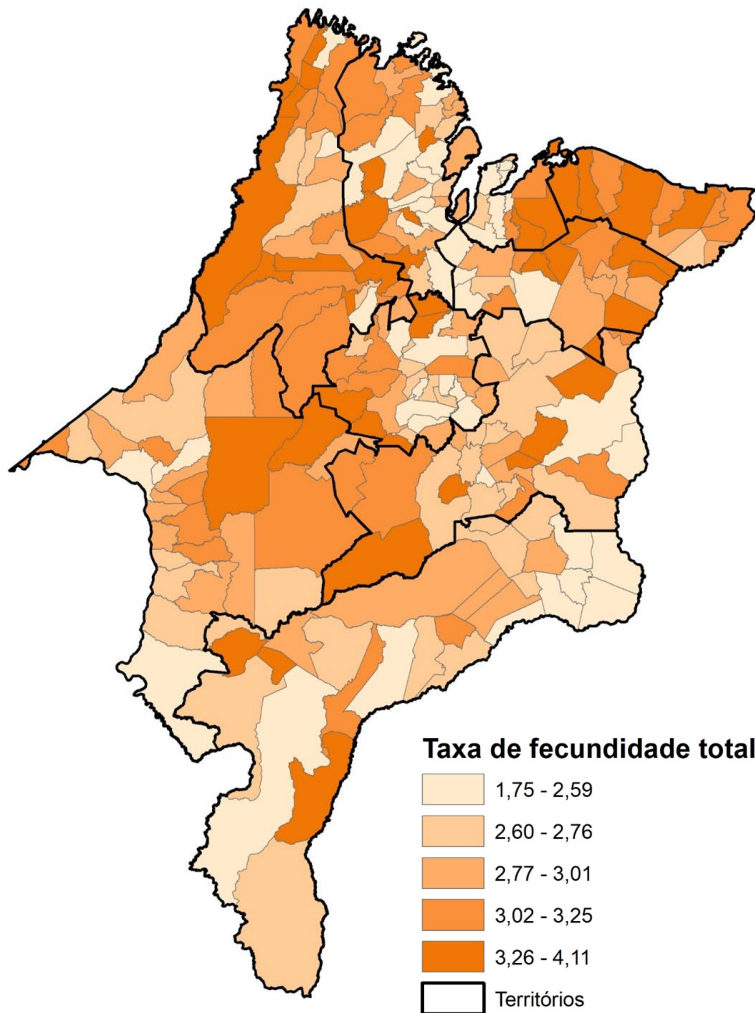 Taxa de fecundidade total
1,75 - 2,59
2,60 - 2,76
2,77 - 3,01
3,02 - 3,25
3,26 - 4,11
Territórios